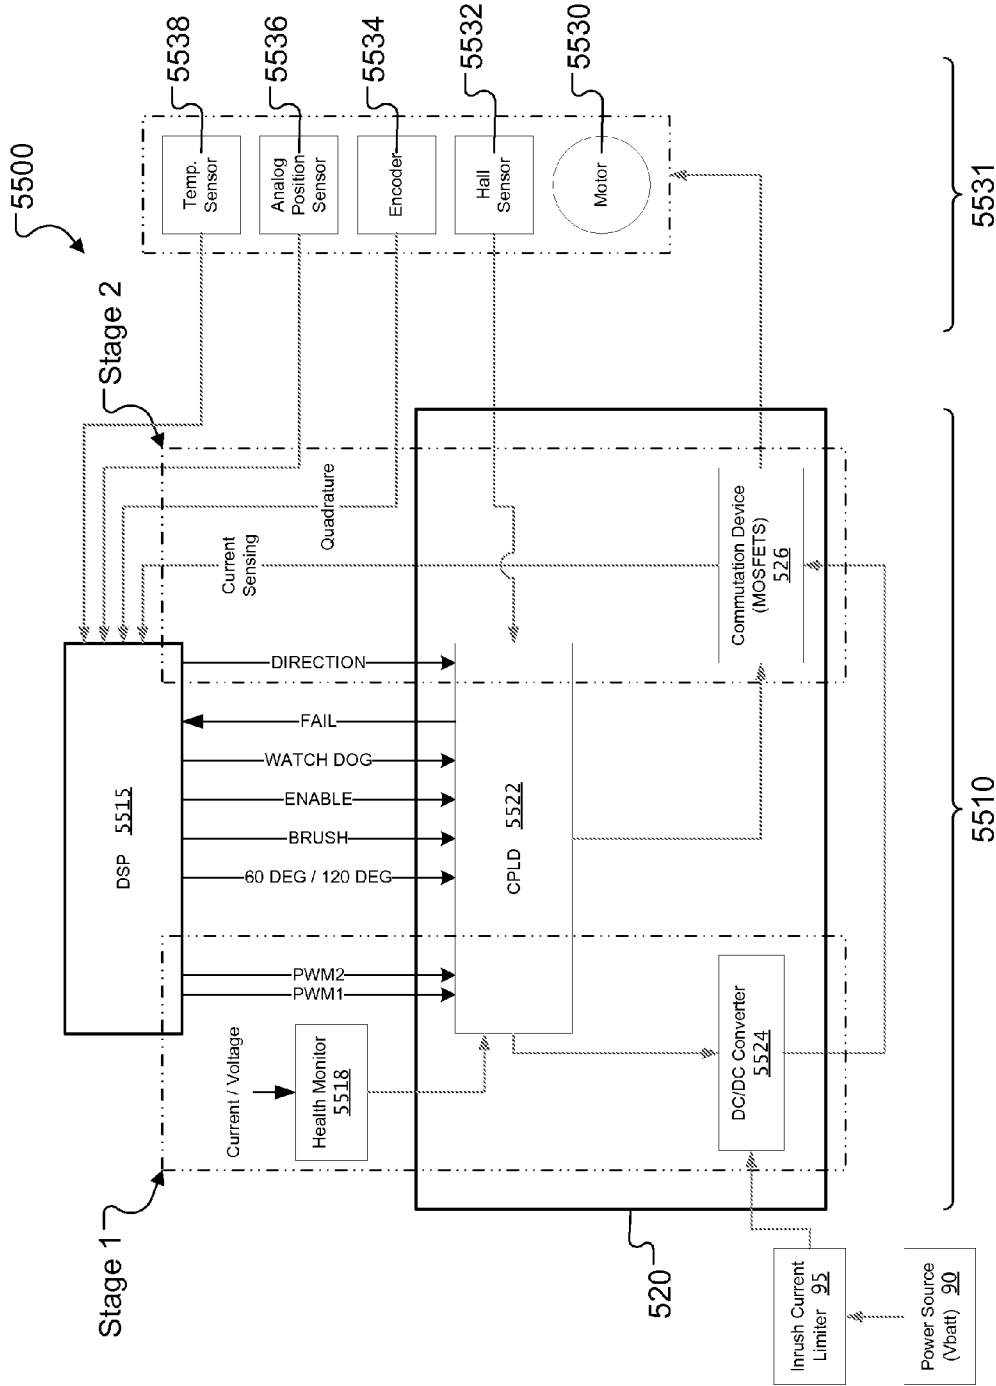 5500
Stage 1
Stage 2
DSP 5515
Current / Voltage
Health Monitor
5518
PWM1
PWM2
60 DEG / 120 DEG
BRUSH
ENABLE
WATCH DOG
FAIL
DIRECTION
Current
Sensing
Quadrature
Temp.
Sensor
5538
Analog
Position
Sensor
5536
Encoder
5534
Hall
Sensor
5532
Motor
5530
CPLD 5522
520
DC/DC Converter
5524
Commutation Device
(MOSFETS)
526
Inrush Current
Limiter 95
Power Source
(Vbatt) 90
5510
5531